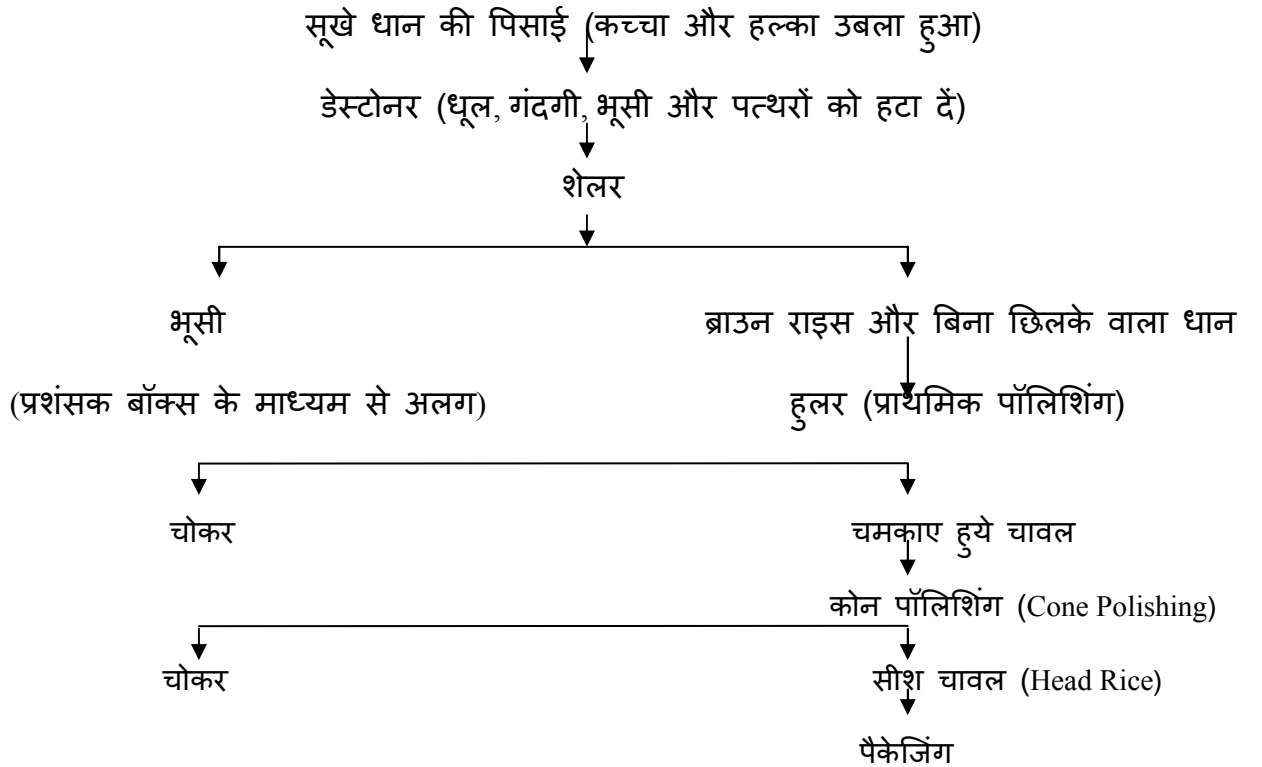 सूखे धान की पिसाई (कच्चा और हल्का उबला हुआ)
डेस्टोनर (धूल, गंदगी, भूसी और पत्थरों को हटा दें)
शेलर
भूसी
ब्राउन राइस और बिना छिलके वाला धान
(प्रशंसक बॉक्स के माध्यम से अलग)
हुलर (प्राथमिक पॉलिशिंग)
चोकर
चमकाए हुये चावल
कोन पॉलिशिंग (Cone Polishing)
चोकर
सीश चावल (Head Rice)
पैकेजिंग